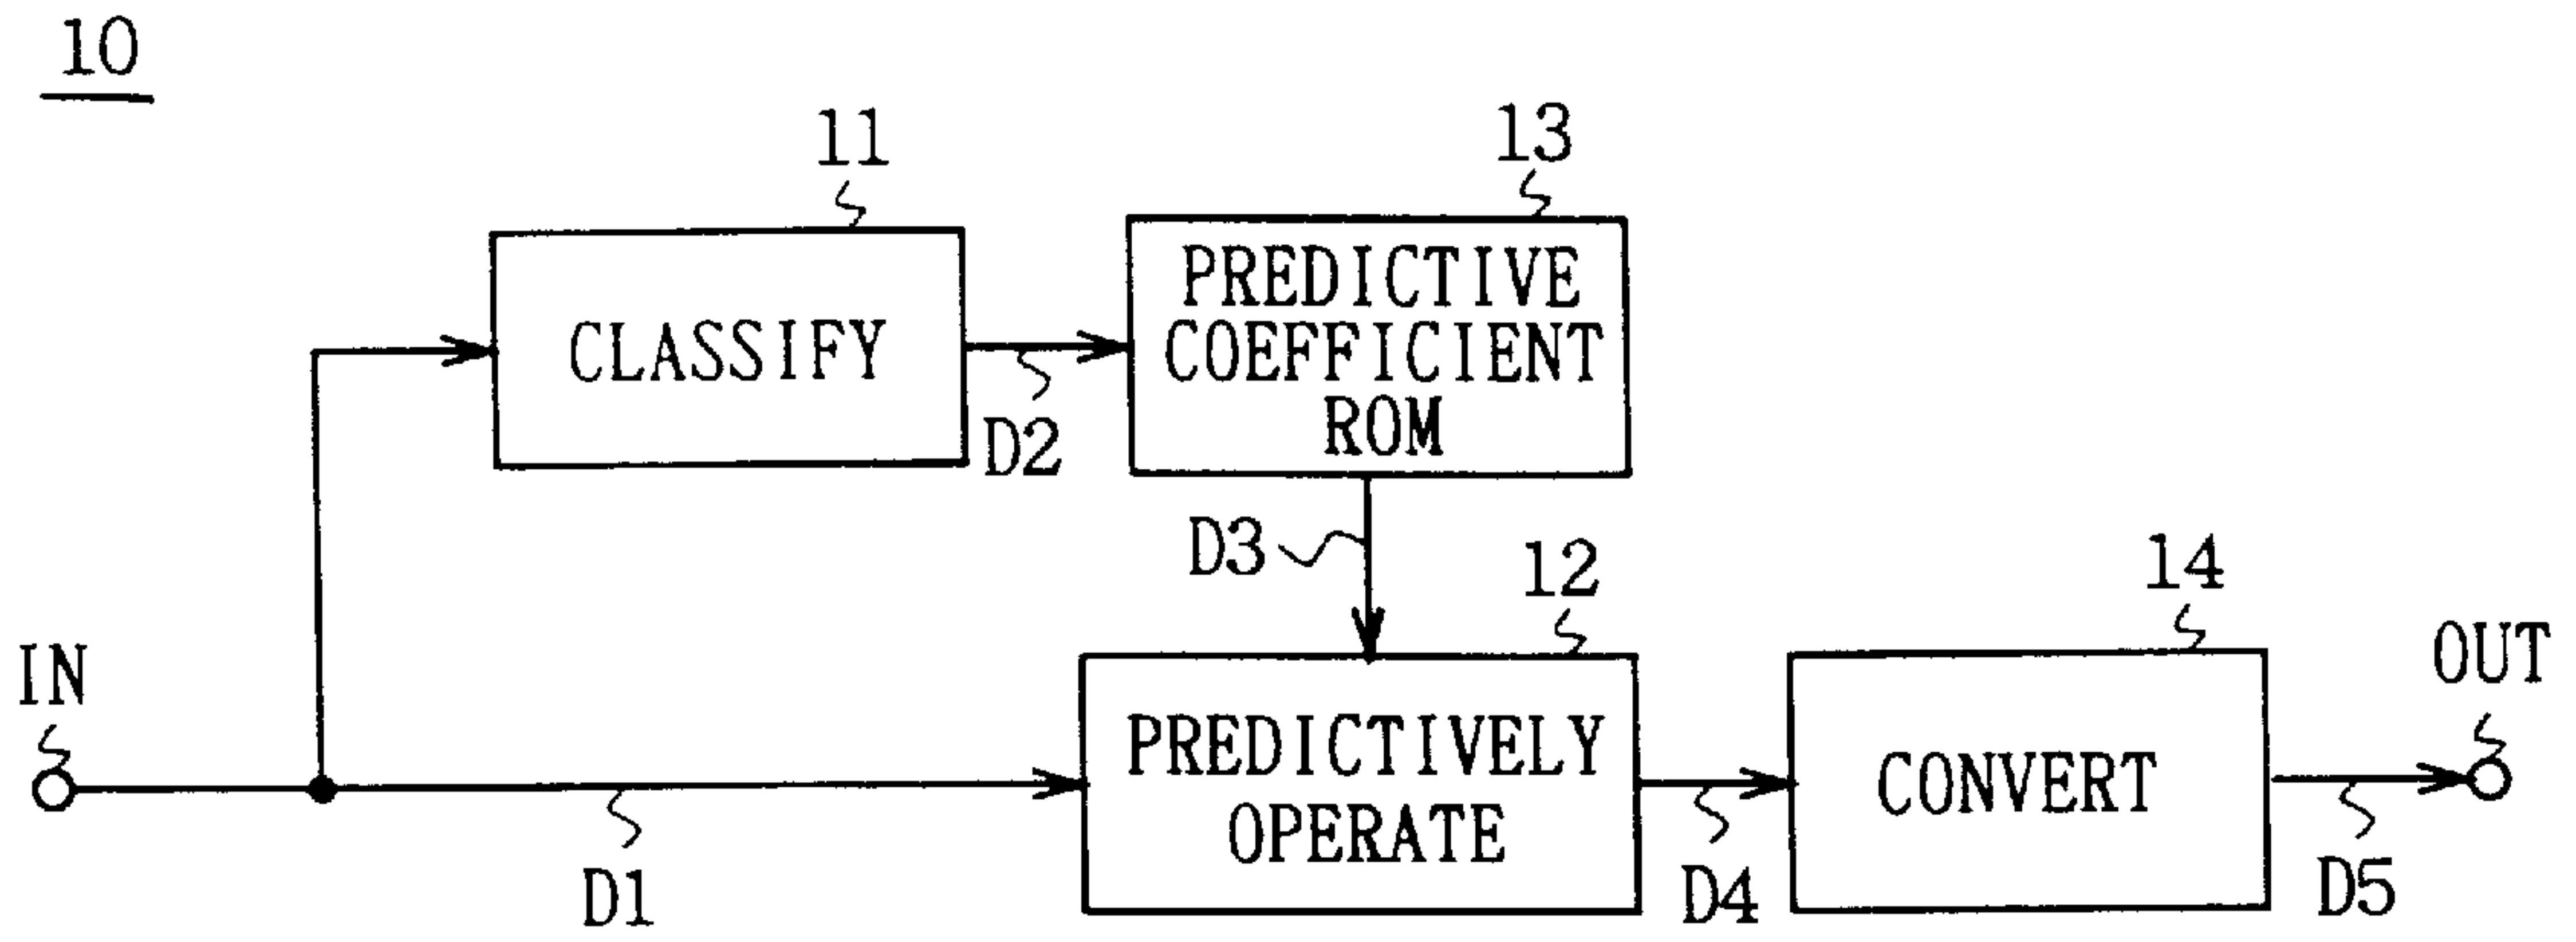 10
11
13
CLASSIFY
PREDICTIVE
COEFFICIENT
ROM
D2
D3
12
14
IN
OUT
PREDICTIVELY
OPERATE
CONVERT
D1
D4
D5